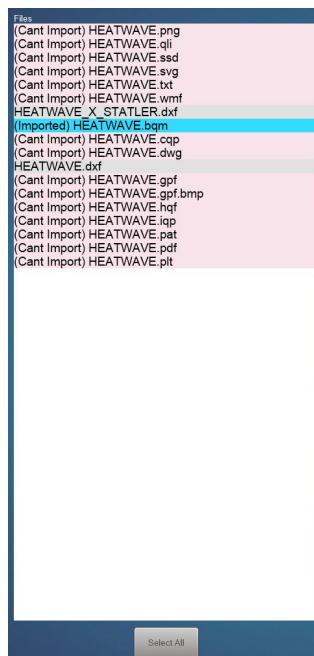 Files
(Cant Import) HEATWAVE.png
(Cant Import) HEATWAVE.qli
(Cant Import) HEATWAVE.ssd
(Cant Import) HEATWAVE.svg
(Cant Import) HEATWAVE.txt
(Cant Import) HEATWAVE.wmf
HEATWAVE_X_STATLER.dxf
(Imported) HEATWAVE.bqm
(Cant Import) HEATWAVE.cqp
(Cant Import) HEATWAVE.dwg
HEATWAVE.dxf
(Cant Import) HEATWAVE.gpf
(Cant Import) HEATWAVE.gpf.bmp
(Cant Import) HEATWAVE.hqf
(Cant Import) HEATWAVE.iqp
(Cant Import) HEATWAVE.pat
(Cant Import) HEATWAVE.pdf
(Cant Import) HEATWAVE.plt
Select All